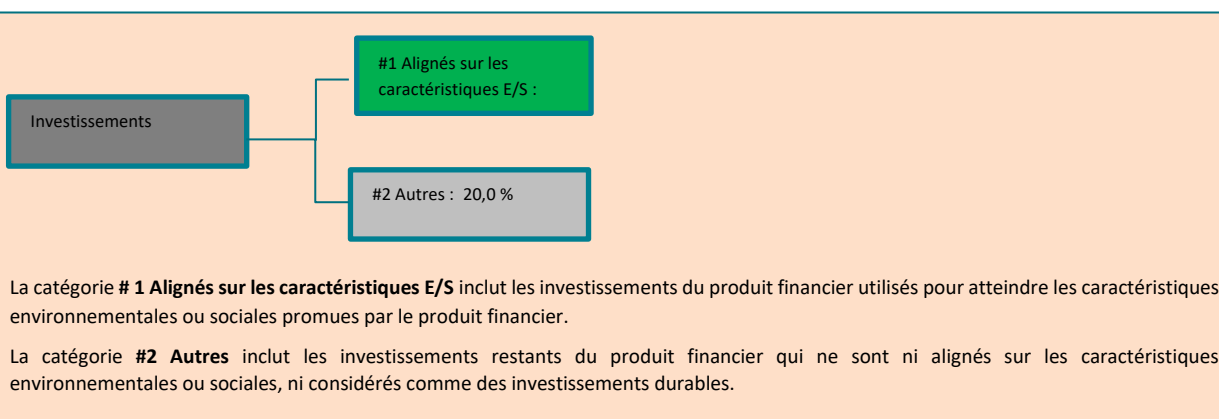 #1 Alignés sur les
caractéristiques E/S :
Investissements
#2 Autres : 20,0 %
La catégorie # 1 Alignés sur les caractéristiques E/S inclut les investissements du produit financier utilisés pour atteindre les caractéristiques
environnementales ou sociales promues par le produit financier.
La catégorie #2 Autres inclut les investissements restants du produit financier qui ne sont ni alignés sur les caractéristiques
environnementales ou sociales, ni considérés comme des investissements durables.